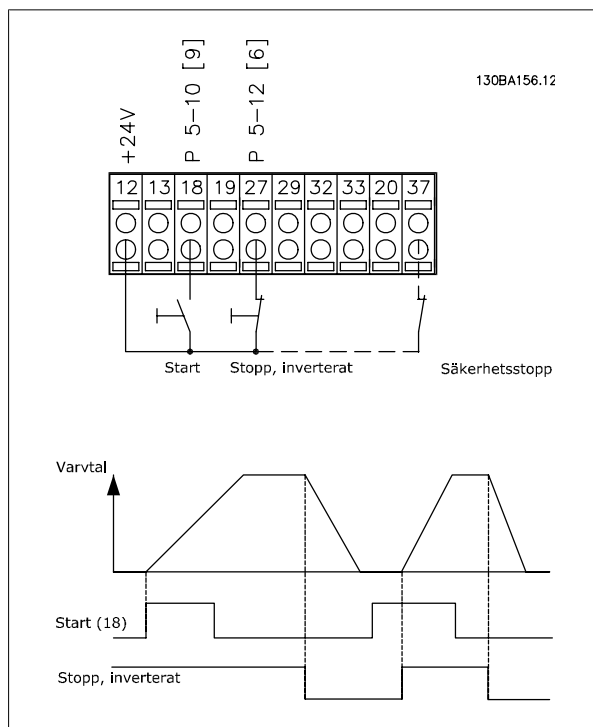 130BA156.12
+24V
P 5-10 [9]
P 5-12 [6]
12 13 18 19 27 29 32 33 20 37
Start
Stopp, inverterat
Säkerhetsstopp
Varvtal
Start (18)
Stopp, inverterat